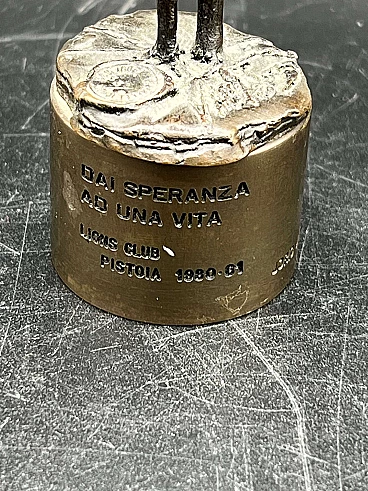 DAI SPERANZA
AD UNA VITA
LIONS CLUB
PISTOIA 1990-91